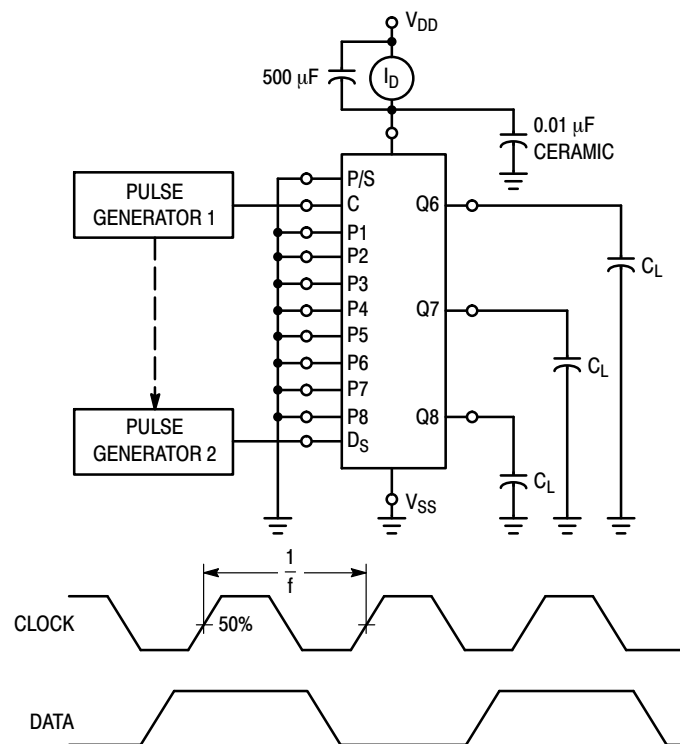 V_DD
500 μF
I_D
0.01 μF
CERAMIC
PULSE
GENERATOR 1
P/S
C
P1
P2
P3
P4
P5
P6
P7
P8
D_S
Q6
Q7
Q8
C_L
C_L
C_L
PULSE
GENERATOR 2
V_SS
1
f
CLOCK
50%
DATA